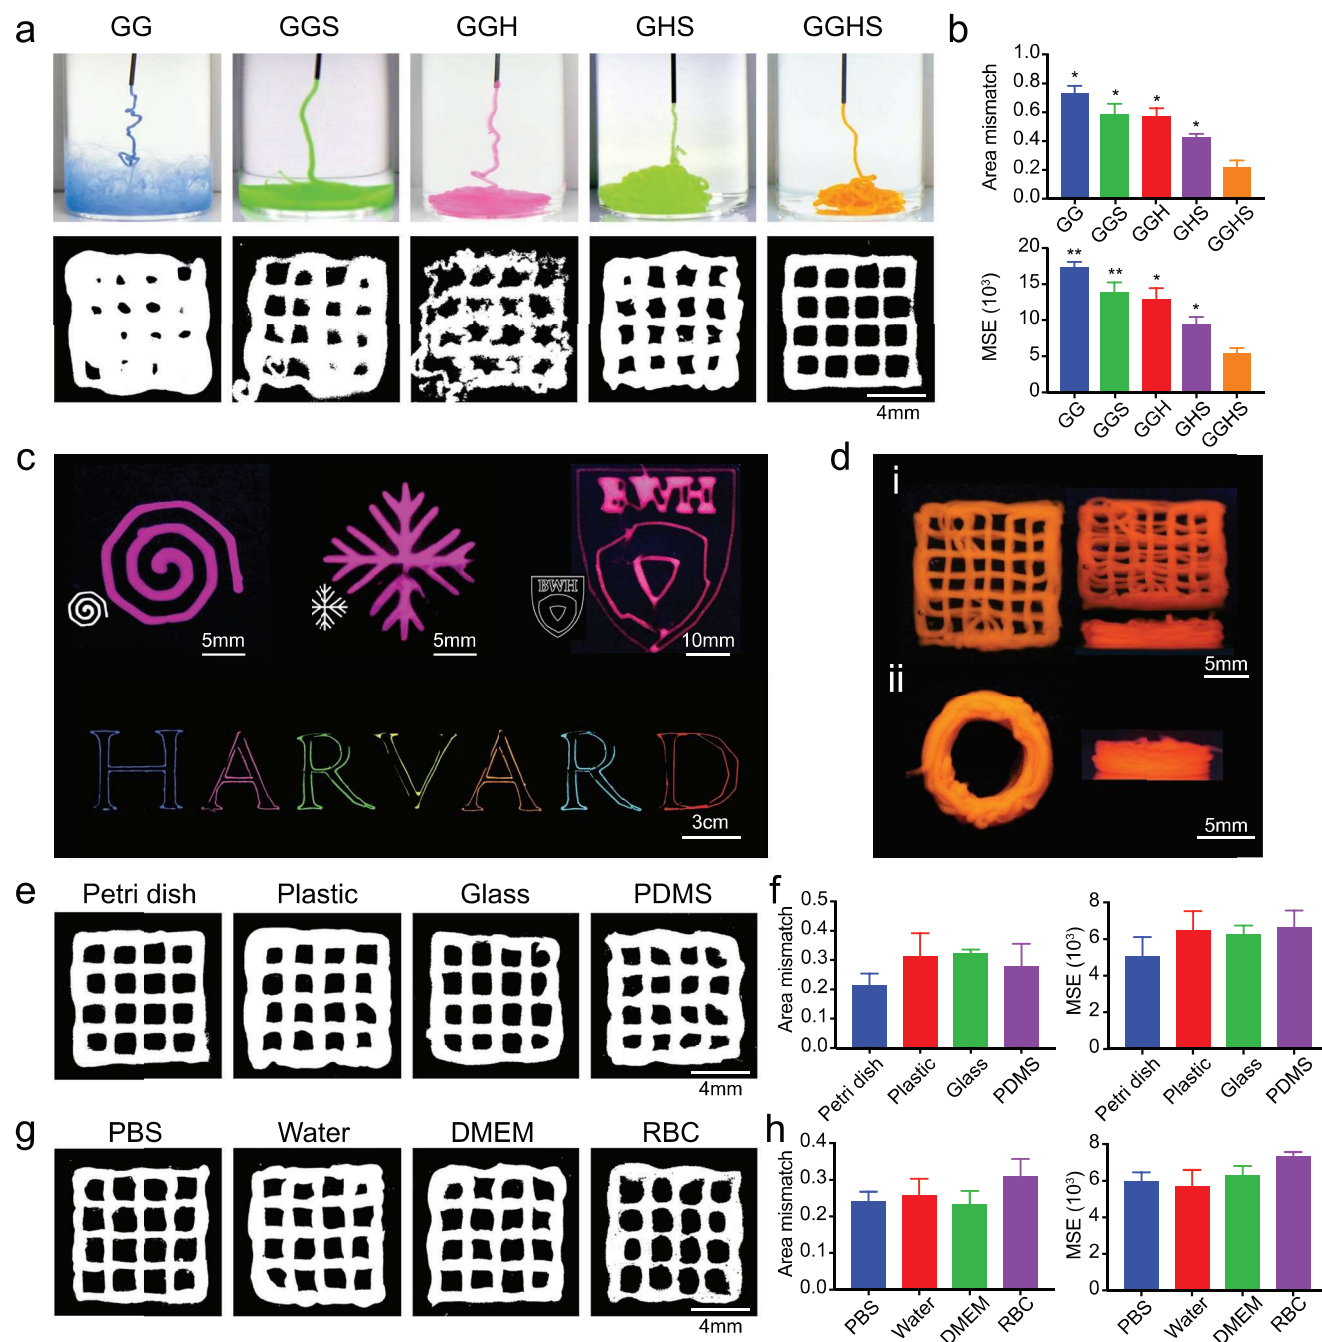 a
GG GGS GGH GHS GGHS
4mm
b
Area mismatch
1.0
0.8
0.6
0.4
0.2
0.0
* * * *
GG GGS GGH GHS GGHS
MSE (10³)
20
15
10
5
0
** ** * *
GG GGS GGH GHS GGHS
c
5mm
5mm
BWH
BWH
10mm
HARVARD
3cm
d
i
5mm
ii
5mm
e
Petri dish Plastic Glass PDMS
4mm
f
Area mismatch
0.5
0.4
0.3
0.2
0.1
0.0
Petri dish Plastic Glass PDMS
MSE (10³)
8
6
4
2
0
Petri dish Plastic Glass PDMS
g
PBS Water DMEM RBC
4mm
h
Area mismatch
0.4
0.3
0.2
0.1
0.0
PBS Water DMEM RBC
MSE (10³)
8
6
4
2
0
PBS Water DMEM RBC